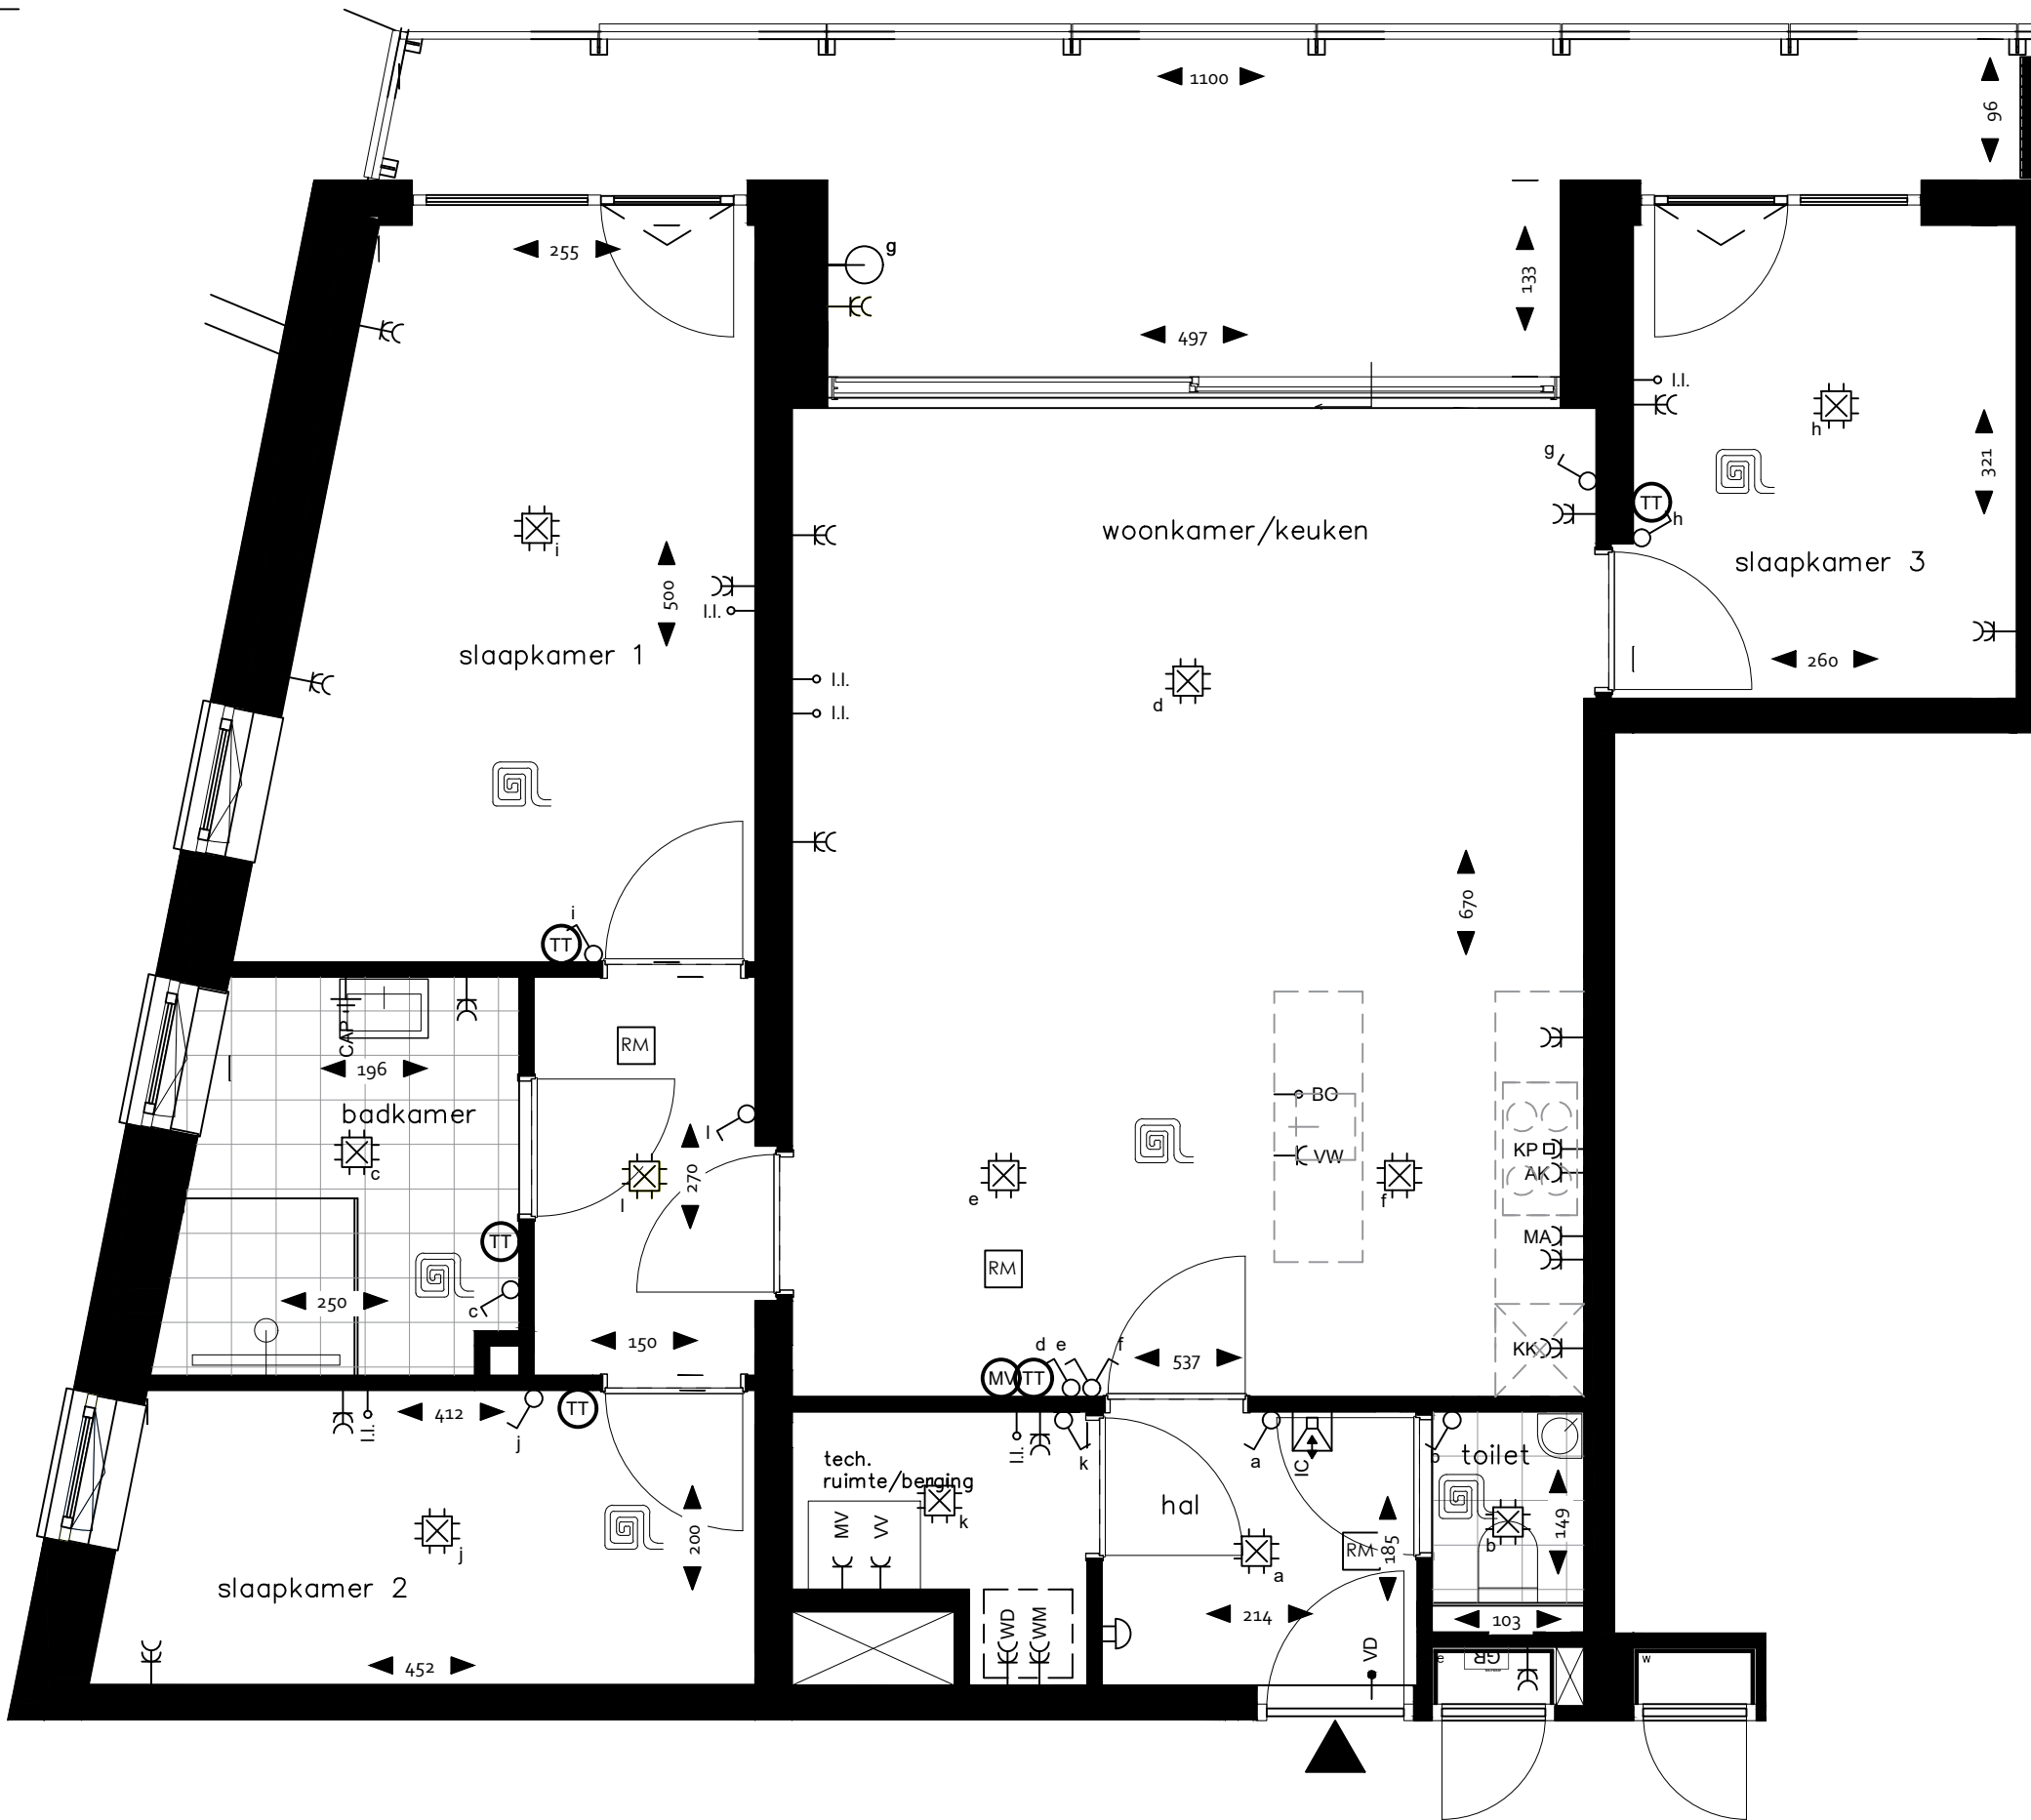 1100
96
255
g
133
497
I.I.
h
g
321
TT
h
i
woonkamer/keuken
slaapkamer 3
500
I.I.
slaapkamer 1
260
I.I.
d
I.I.
670
i
TT
CAP
RM
196
BO
badkamer
l
KP
VW
AK
c
270
e
f
l
MA
TT
RM
250
c
150
d e
f
537
KK
MV
TT
412
I.I.
j
TT
I.I.
k
a
IC
b
toilet
tech.
ruimte/berging
k
hal
MV
VV
149
j
200
b
RM
185
a
slaapkamer 2
WD
WM
214
103
VD
452
e
GR
w